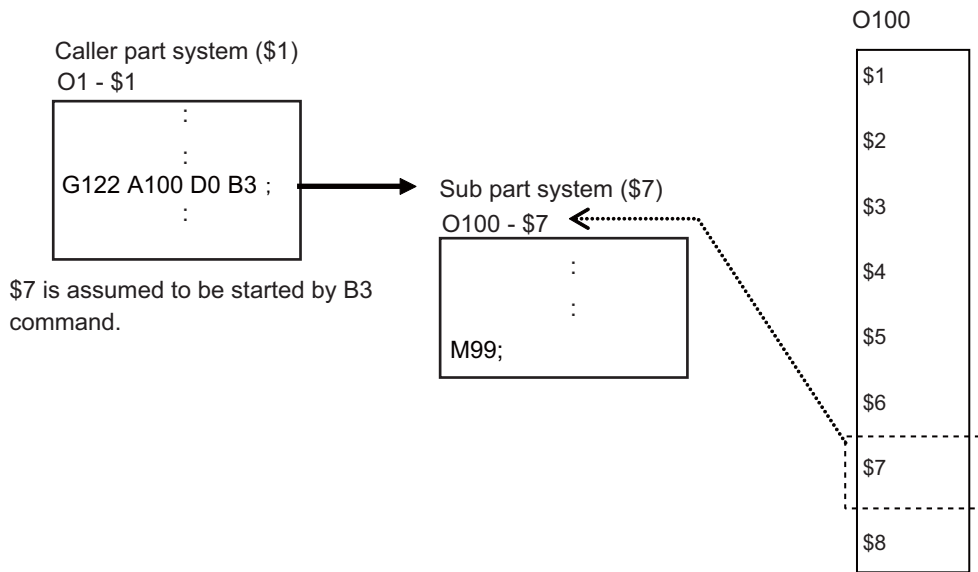 Caller part system ($1)
O1 - $1
:
:
G122 A100 D0 B3 ;
:
$7 is assumed to be started by B3
command.
Sub part system ($7)
O100 - $7
:
:
M99;
O100
$1
$2
$3
$4
$5
$6
$7
$8